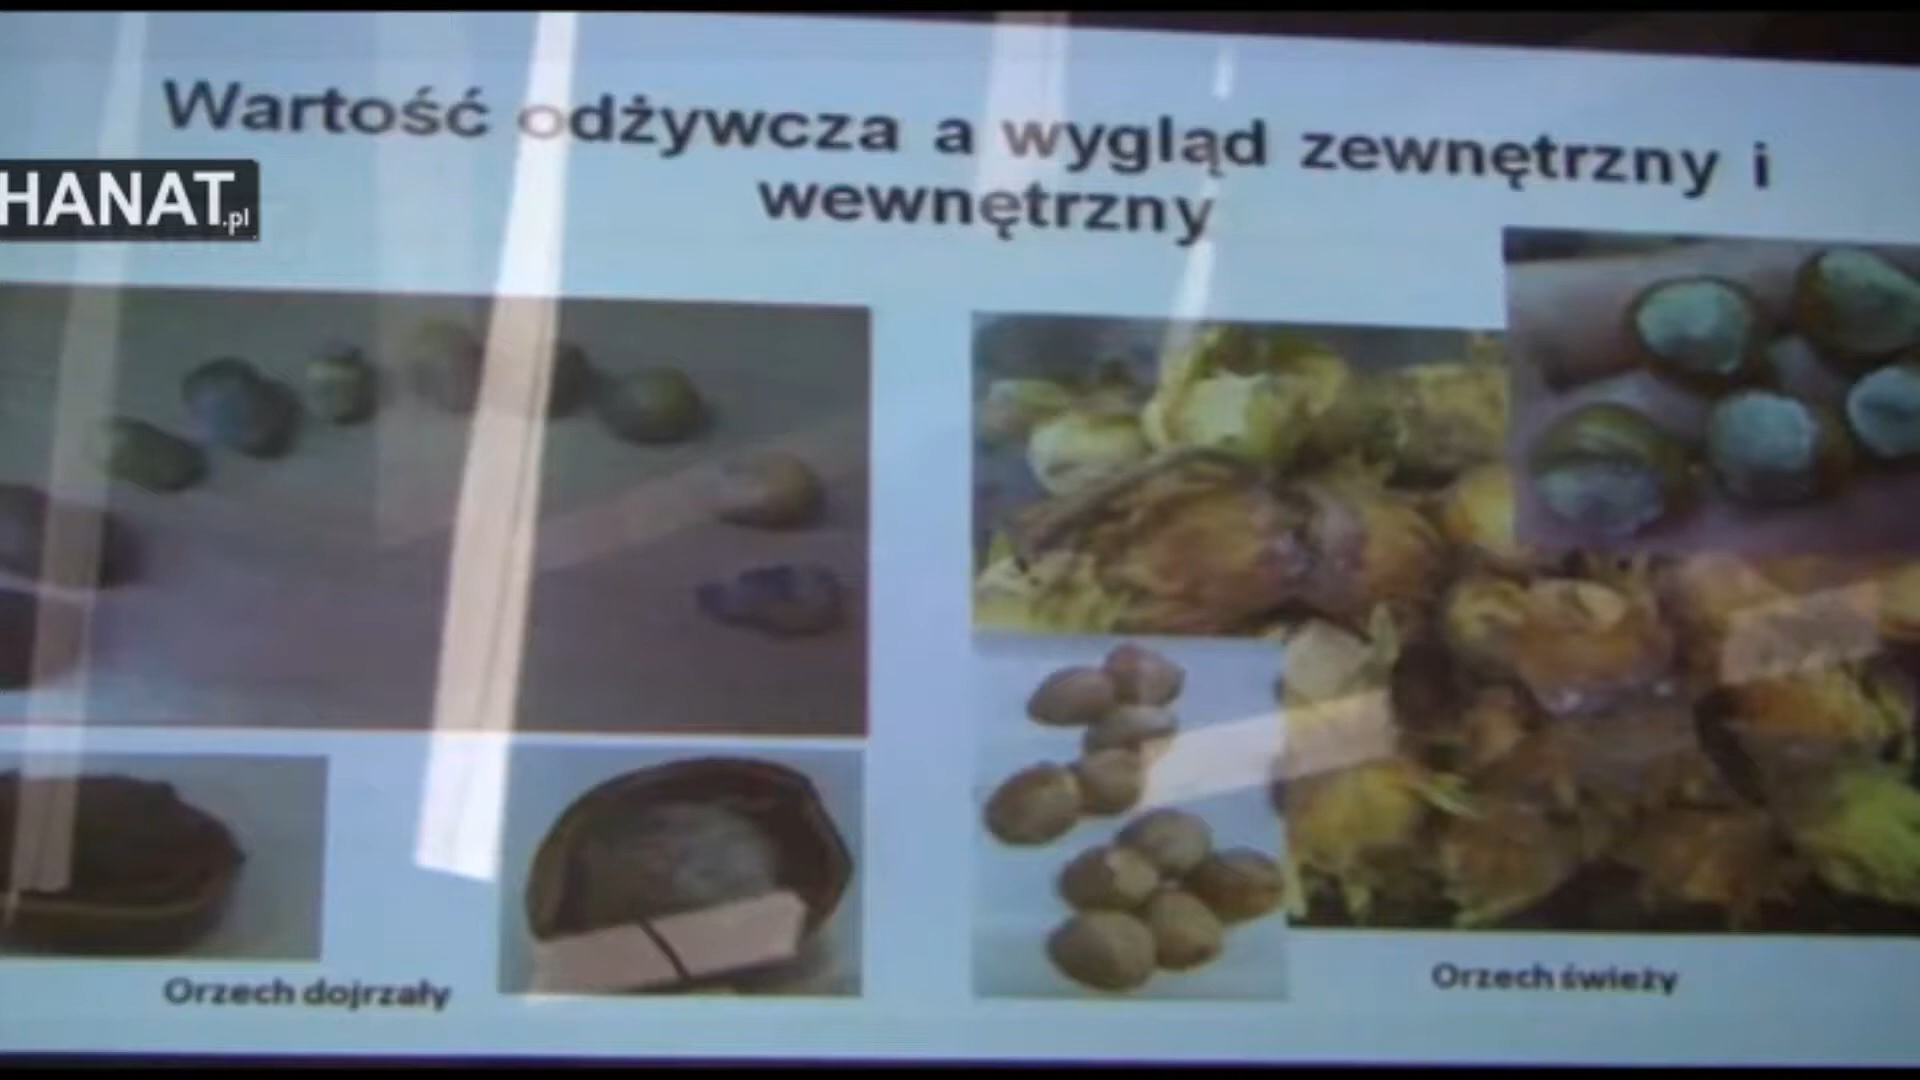 Wartość odżywcza a wygląd zewnętrzny i
wewnętrzny
HANAT.pl
Orzech dojrzały
Orzech świeży